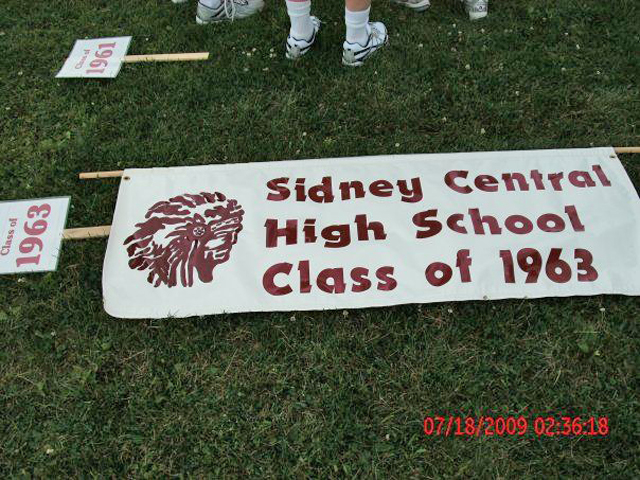 Class of
1961
Sidney Central
High School
Class of 1963
Class of
1963
07/18/2009 02:36:18